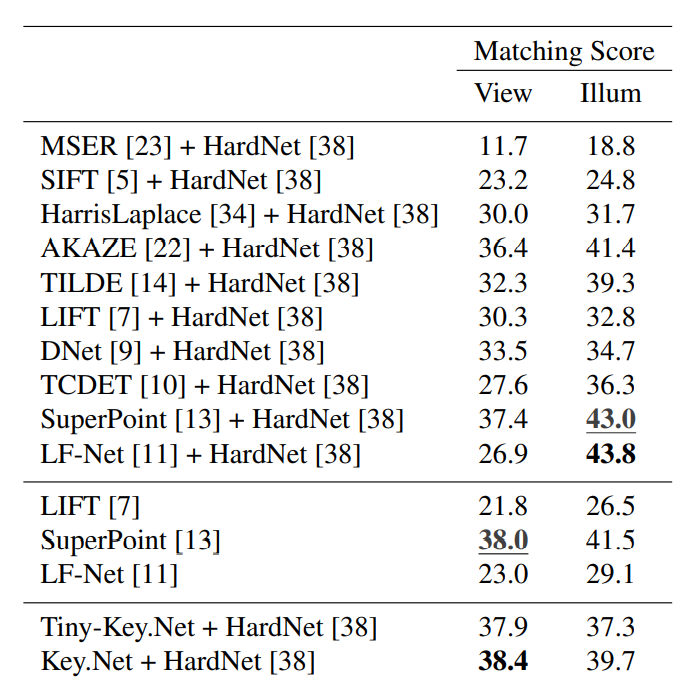 Matching Score
View Illum
MSER [23] + HardNet [38] 11.7 18.8
SIFT [5] + HardNet [38] 23.2 24.8
HarrisLaplace [34] + HardNet [38] 30.0 31.7
AKAZE [22] + HardNet [38] 36.4 41.4
TILDE [14] + HardNet [38] 32.3 39.3
LIFT [7] + HardNet [38] 30.3 32.8
DNet [9] + HardNet [38] 33.5 34.7
TCDET [10] + HardNet [38] 27.6 36.3
SuperPoint [13] + HardNet [38] 37.4 43.0
LF-Net [11] + HardNet [38] 26.9 43.8
LIFT [7] 21.8 26.5
SuperPoint [13] 38.0 41.5
LF-Net [11] 23.0 29.1
Tiny-Key.Net + HardNet [38] 37.9 37.3
Key.Net + HardNet [38] 38.4 39.7